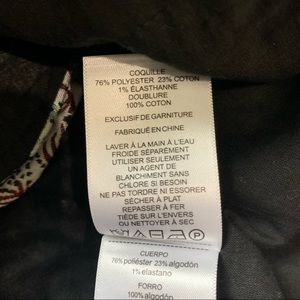 COQUILLE
76% POLYESTER 23% COTON
1% ÉLASTHANNE
DOUBLURE
100% COTON
EXCLUSIF DE GARNITURE
FABRIQUÉ EN CHINE
LAVER À LA MAIN À L'EAU
FROIDE SÉPARÉMENT
UTILISER SEULEMENT
UN AGENT DE
BLANCHIMENT SANS
CHLORE SI BESOIN
NE PAS TORDRE NI ESSORER
SÉCHER À PLAT
REPASSER À FER
TIÈDE SUR L'ENVERS
OU NETTOYER À SEC
P
CUERPO
76% poliéster 23% algodón
1% elastano
FORRO
100% algodón